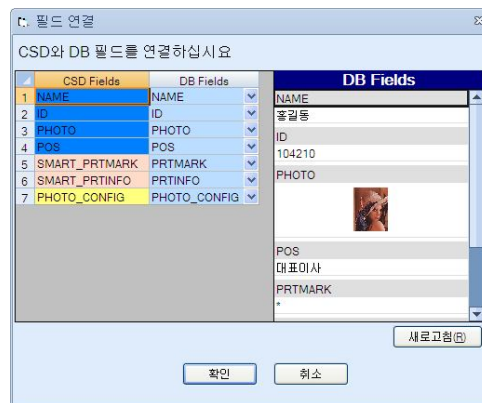 필드 연결
CSD와 DB 필드를 연결하십시요
CSD Fields DB Fields
1 NAME NAME
2 ID ID
3 PHOTO PHOTO
4 POS POS
5 SMART_PRTMARK PRTMARK
6 SMART_PRTINFO PRTINFO
7 PHOTO_CONFIG PHOTO_CONFIG
DB Fields
NAME
홍길동
ID
104210
PHOTO
POS
대표이사
PRTMARK
*
새로고침(R)
확인 취소